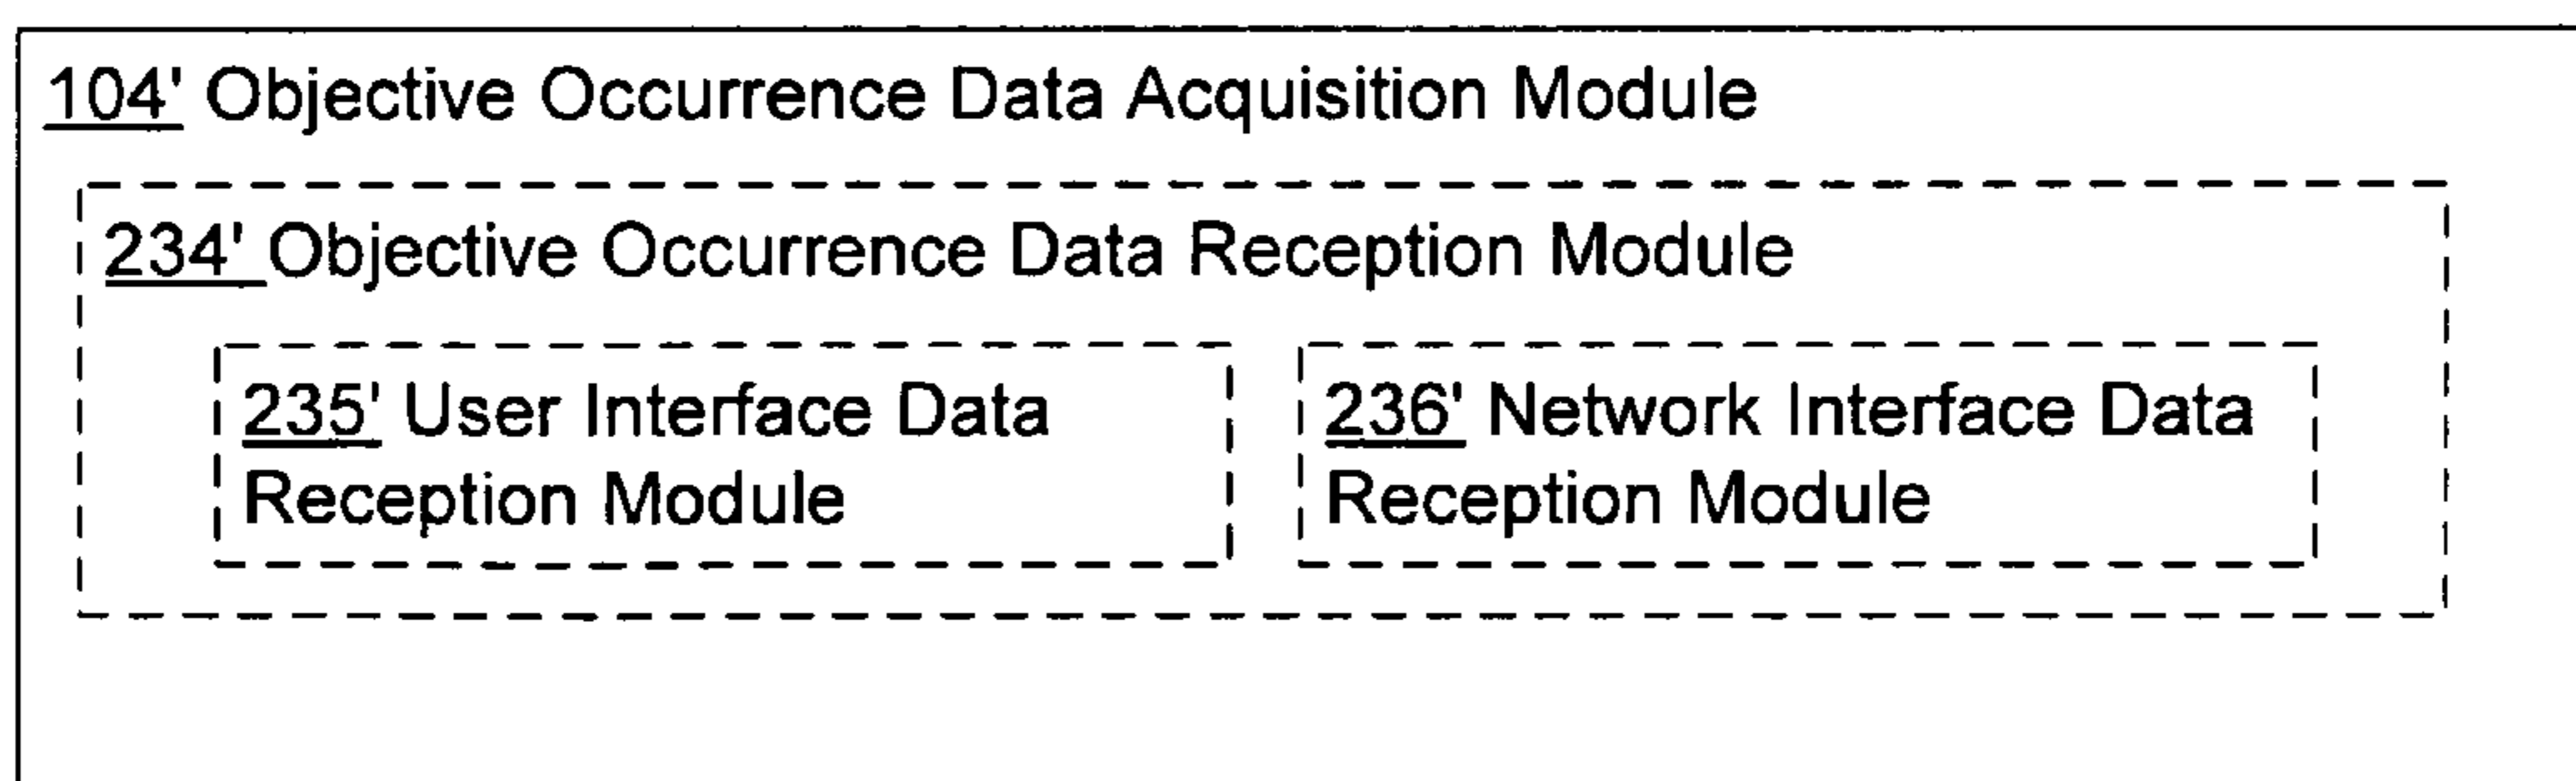 104' Objective Occurrence Data Acquisition Module
234' Objective Occurrence Data Reception Module
235' User Interface Data
Reception Module
236' Network Interface Data
Reception Module